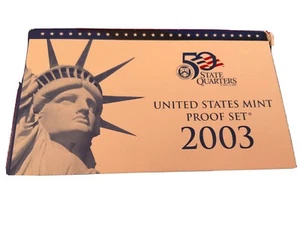 50
STATE
QUARTERS
UNITED STATES MINT
PROOF SET®
2003